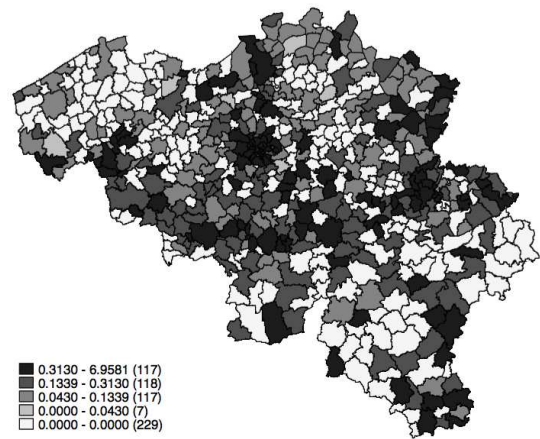 0.3130 - 6.9581 (117)
0.1339 - 0.3130 (118)
0.0430 - 0.1339 (117)
0.0000 - 0.0430 (7)
0.0000 - 0.0000 (229)